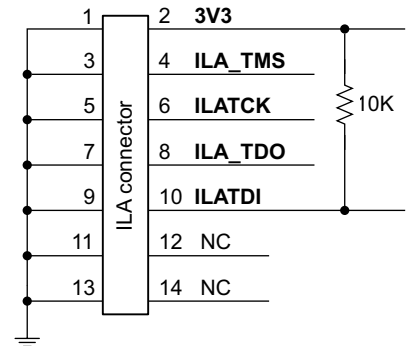 1 2 3V3
3 4 ILA_TMS
5 6 ILATCK 10K
7 8 ILA_TDO
9 10 ILATDI
11 12 NC
13 14 NC
ILA connector